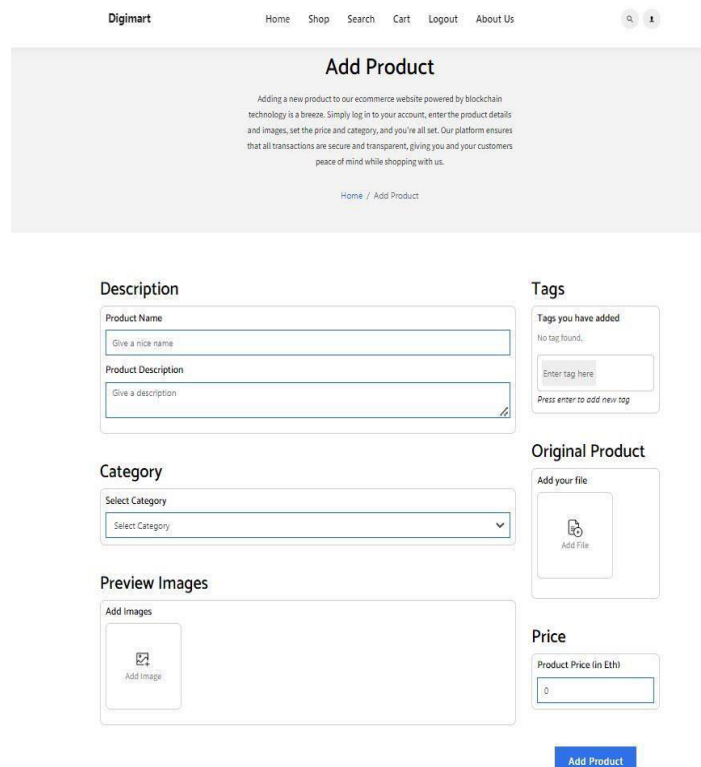 Digimart
Home Shop Search Cart Logout About Us
Add Product
Adding a new product to our ecommerce website powered by blockchain
technology is a breeze. Simply log in to your account, enter the product details
and images, set the price and category, and you're all set. Our platform ensures
that all transactions are secure and transparent, giving you and your customers
peace of mind while shopping with us.
Home / Add Product
Description
Product Name
Give a nice name
Product Description
Give a description
Category
Select Category
Select Category
Preview Images
Add Images
Add Image
Tags
Tags you have added
No tag found.
Enter tag here
Press enter to add new tag
Original Product
Add your file
Add File
Price
Product Price (in Eth)
0
Add Product